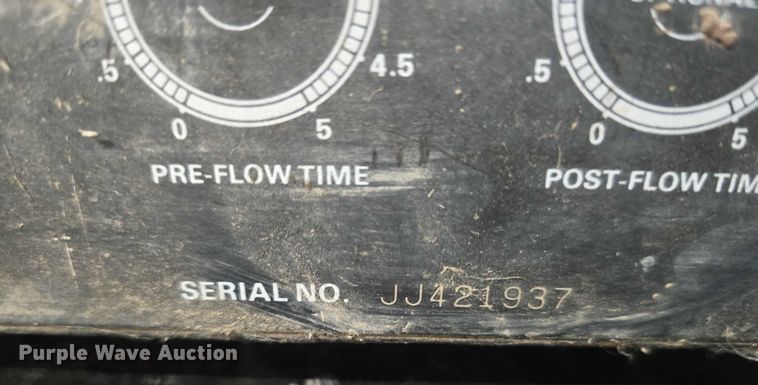 .5
4.5
.5
0
5
0
5
PRE-FLOW TIME
POST-FLOW TIM
SERIAL NO. JJ421937
Purple Wave Auction